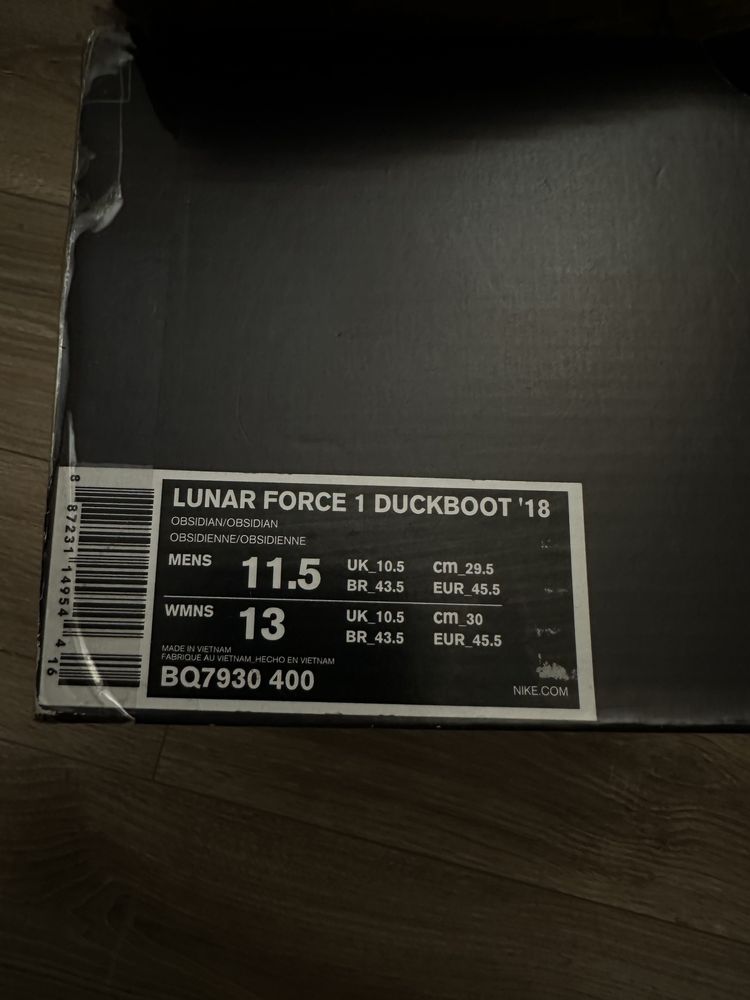 LUNAR FORCE 1 DUCKBOOT '18
OBSIDIAN/OBSIDIAN
OBSIDIENNE/OBSIDIENNE
MENS 11.5 UK_10.5 cm_29.5
BR_43.5 EUR_45.5
WMNS 13 UK_10.5 cm_30
BR_43.5 EUR_45.5
MADE IN VIETNAM
FABRIQUE AU VIETNAM_HECHO EN VIETNAM
BQ7930 400
NIKE.COM
8 87231 14954 4 16